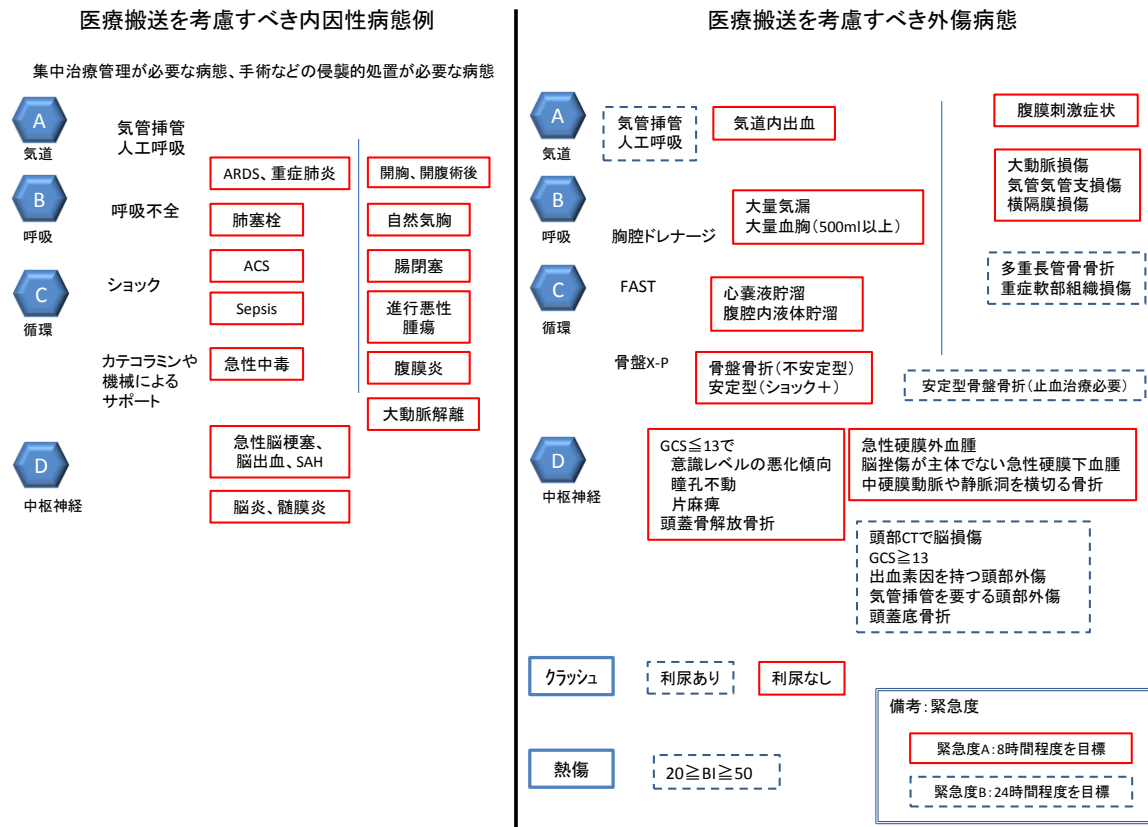 医療搬送を考慮すべき内因性病態例
集中治療管理が必要な病態、手術などの侵襲的処置が必要な病態
A
気道
気管挿管
人工呼吸
ARDS、重症肺炎
開胸、開腹術後
B
呼吸
呼吸不全
肺塞栓
自然気胸
ACS
腸閉塞
C
循環
ショック
Sepsis
進行悪性
腫瘍
カテコラミンや
機械による
サポート
急性中毒
腹膜炎
大動脈解離
D
中枢神経
急性脳梗塞、
脳出血、SAH
脳炎、髄膜炎
医療搬送を考慮すべき外傷病態
A
気道
気管挿管
人工呼吸
気道内出血
腹膜刺激症状
大動脈損傷
気管気管支損傷
横隔膜損傷
B
呼吸
胸腔ドレナージ
大量気漏
大量血胸(500ml以上)
多重長管骨骨折
重症軟部組織損傷
C
循環
FAST
心嚢液貯溜
腹腔内液体貯溜
骨盤X-P
骨盤骨折(不安定型)
安定型(ショック+)
安定型骨盤骨折(止血治療必要)
D
中枢神経
GCS≦13で
意識レベルの悪化傾向
瞳孔不動
片麻痺
頭蓋骨解放骨折
急性硬膜外血腫
脳挫傷が主体でない急性硬膜下血腫
中硬膜動脈や静脈洞を横切る骨折
頭部CTで脳損傷
GCS≧13
出血素因を持つ頭部外傷
気管挿管を要する頭部外傷
頭蓋底骨折
クラッシュ
利尿あり
利尿なし
熱傷
20≧BI≧50
備考:緊急度
緊急度A:8時間程度を目標
緊急度B:24時間程度を目標